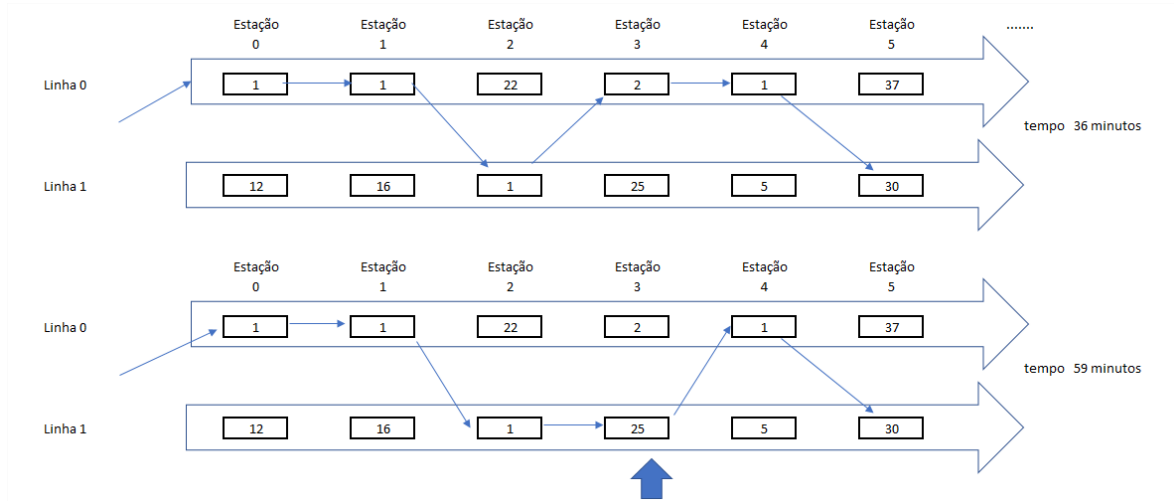 Estação Estação Estação Estação Estação Estação .......
0 1 2 3 4 5
Linha 0 1 1 22 2 1 37
tempo 36 minutos
Linha 1 12 16 1 25 5 30
Estação Estação Estação Estação Estação Estação
0 1 2 3 4 5
Linha 0 1 1 22 2 1 37
tempo 59 minutos
Linha 1 12 16 1 25 5 30